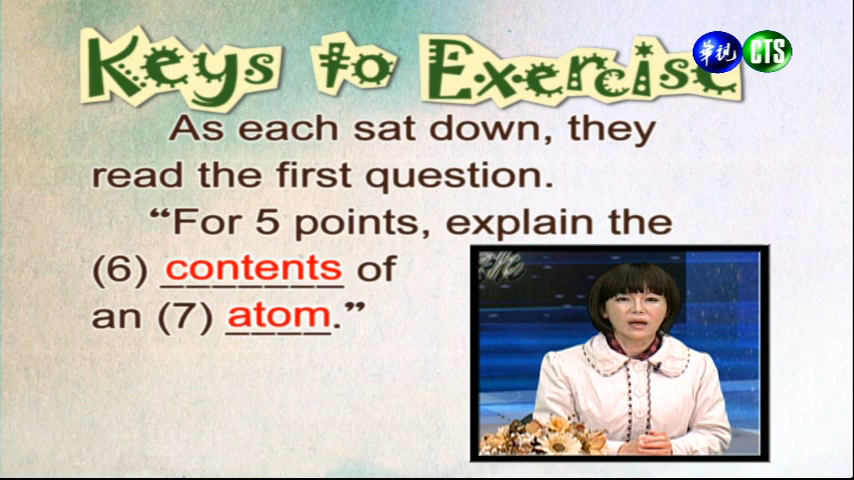 Keys to Exercise
華視 CTS
As each sat down, they
read the first question.
“For 5 points, explain the
(6) contents of
an (7) atom.”